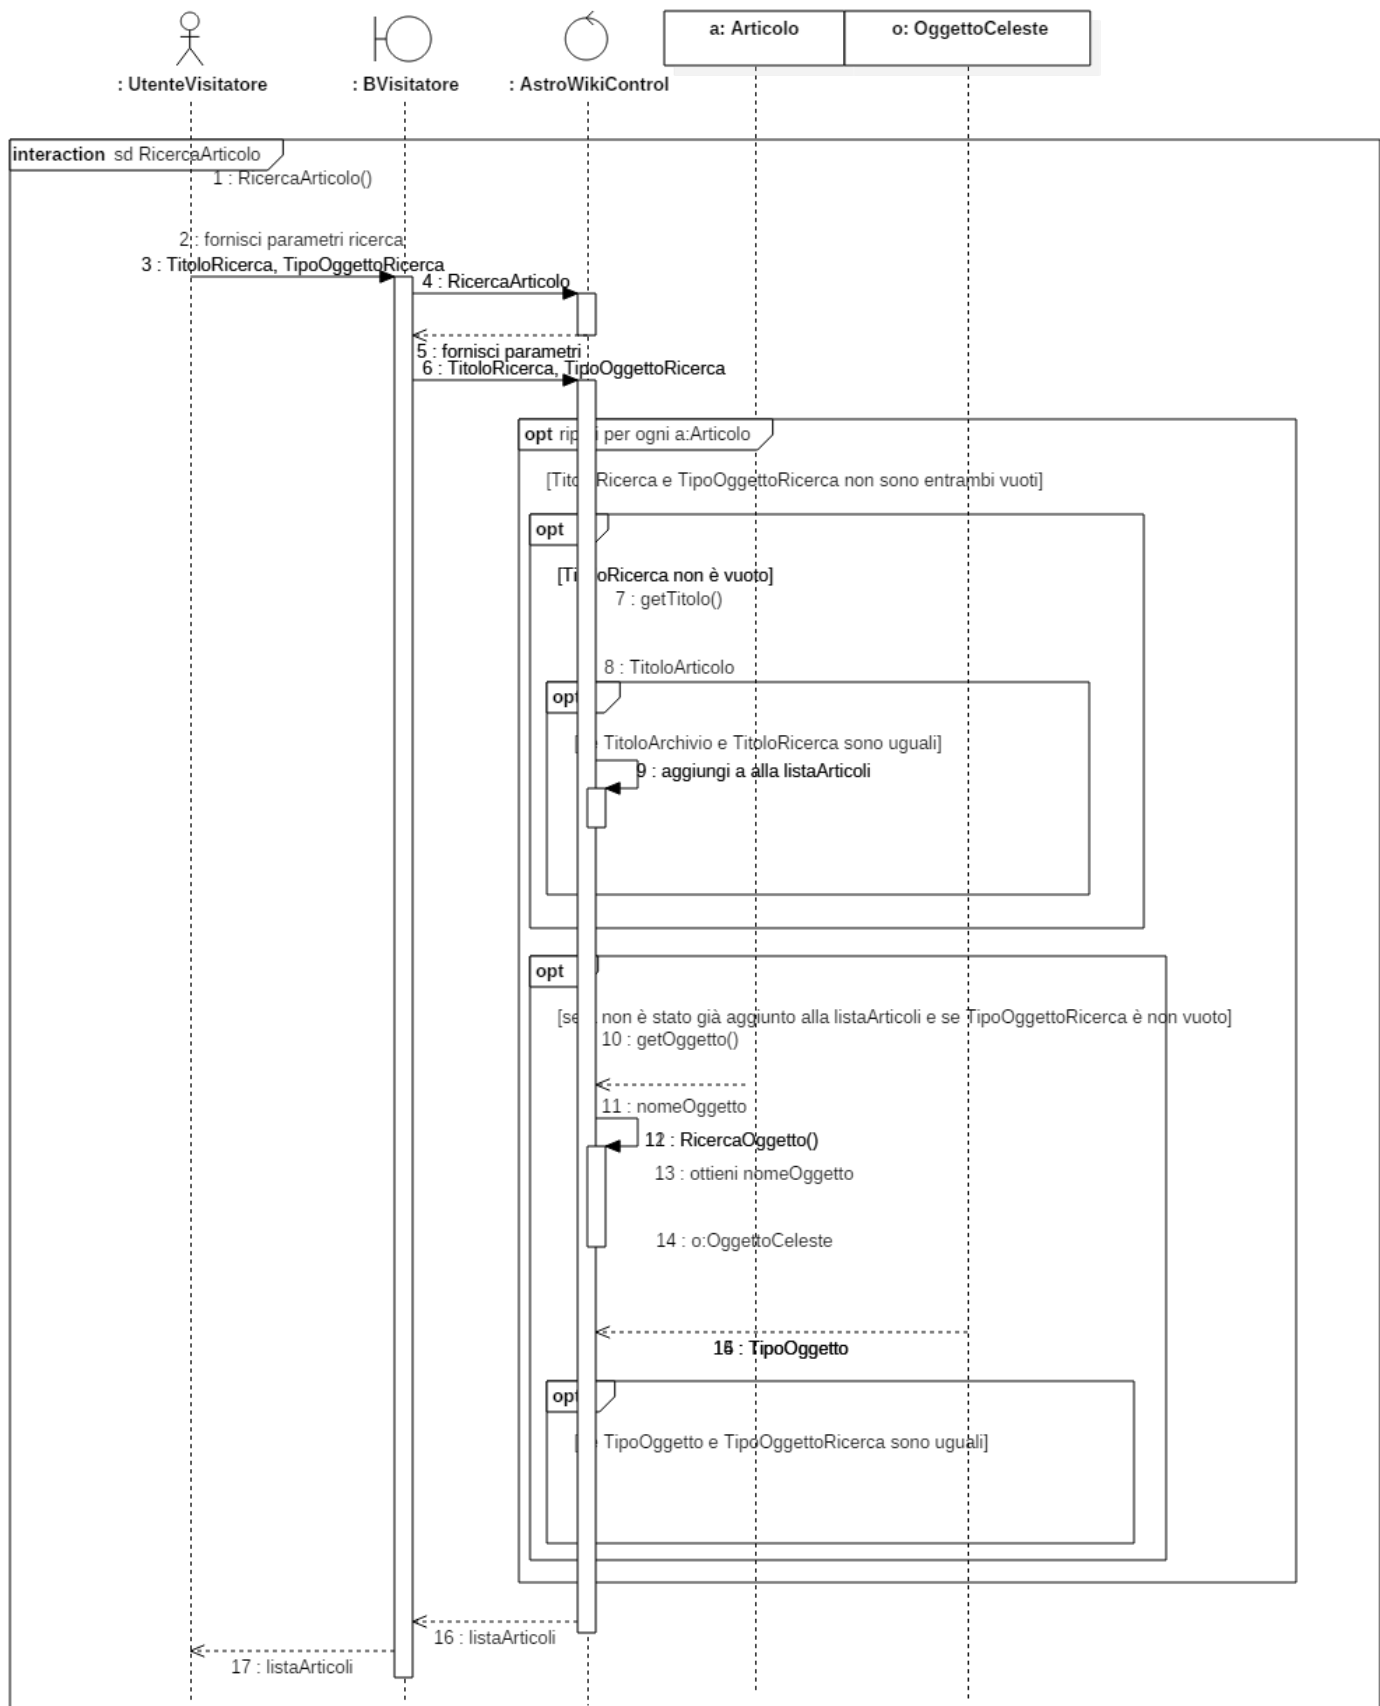 a: Articolo
o: OggettoCeleste
: UtenteVisitatore
: BVisitatore
: AstroWikiControl
interaction sd RicercaArticolo
1 : RicercaArticolo()
2 : fornisci parametri ricerca
3 : TitoloRicerca, TipoOggettoRicerca
4 : RicercaArticolo
5 : fornisci parametri
6 : TitoloRicerca, TipoOggettoRicerca
opt per ogni a:Articolo
[TitoloRicerca e TipoOggettoRicerca non sono entrambi vuoti]
opt
[TitoloRicerca non è vuoto]
7 : getTitolo()
8 : TitoloArticolo
opt
TitoloArchivio e TitoloRicerca sono uguali]
9 : aggiungi a alla listaArticoli
opt
[se non è stato già aggiunto alla listaArticoli e se TipoOggettoRicerca è non vuoto]
10 : getOggetto()
11 : nomeOggetto
: RicercaOggetto()
13 : ottieni nomeOggetto
14 : o:OggettoCeleste
: TipoOggetto
opt
TipoOggetto e TipoOggettoRicerca sono uguali]
16 : listaArticoli
17 : listaArticoli